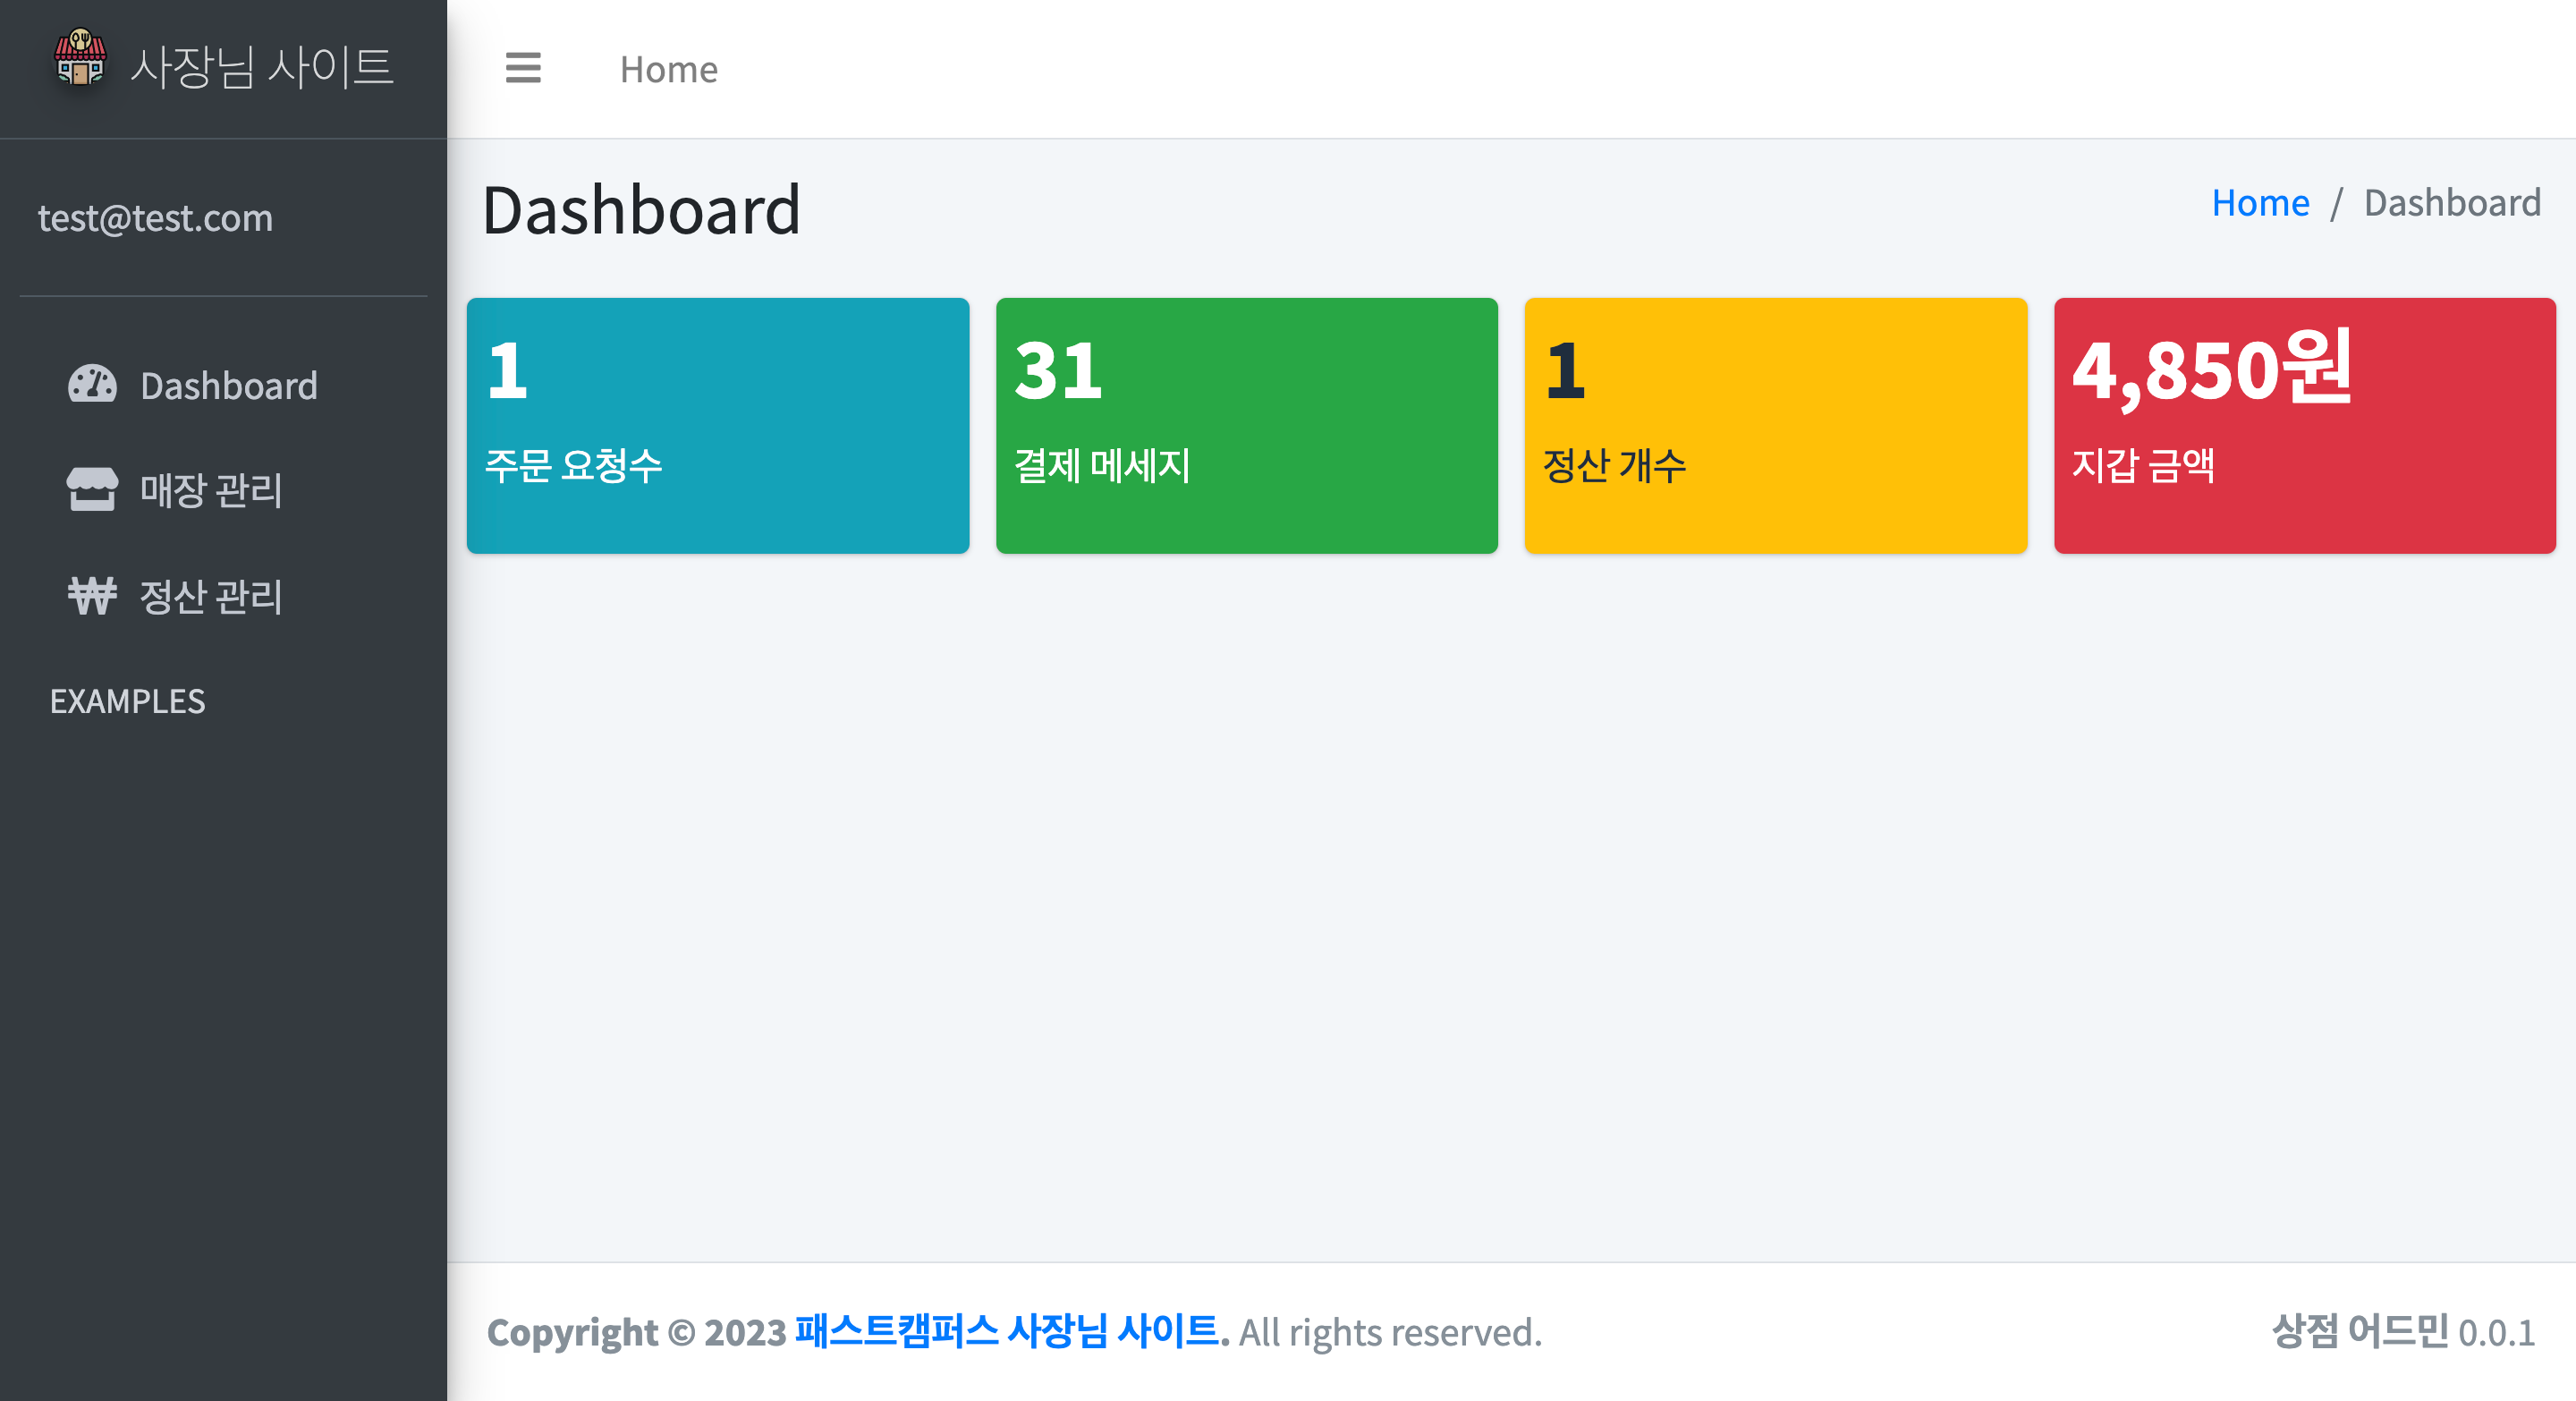 사장님 사이트
Home
test@test.com
Dashboard
매장 관리
정산 관리
EXAMPLES
Dashboard
Home / Dashboard
1
주문 요청수
31
결제 메세지
1
정산 개수
4,850원
지갑 금액
Copyright © 2023 패스트캠퍼스 사장님 사이트. All rights reserved.
상점 어드민 0.0.1